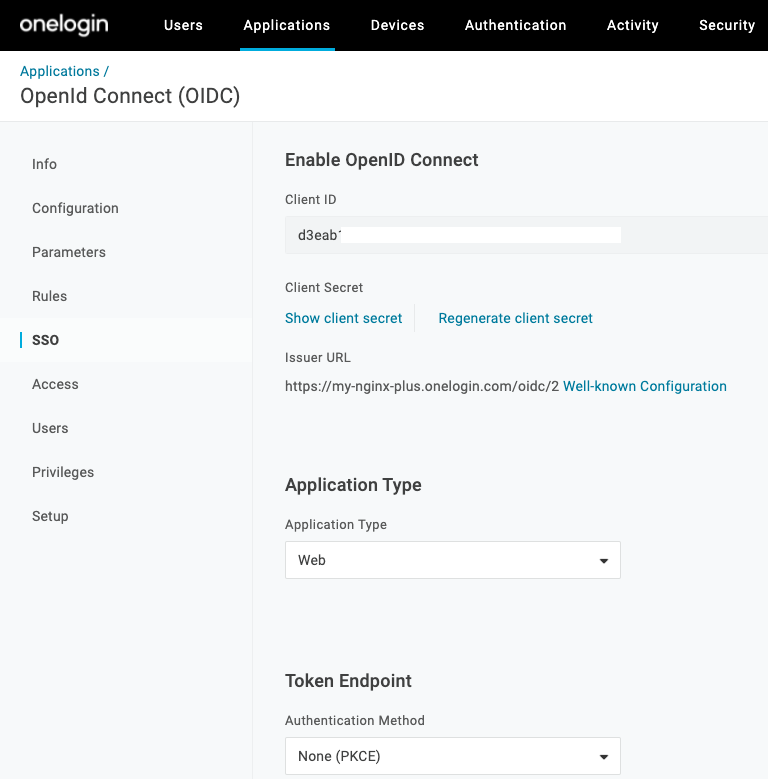 onelogin Users Applications Devices Authentication Activity Security
Applications /
OpenId Connect (OIDC)
Info
Configuration
Parameters
Rules
SSO
Access
Users
Privileges
Setup
Enable OpenID Connect
Client ID
d3eab
Client Secret
Show client secret Regenerate client secret
Issuer URL
https://my-nginx-plus.onelogin.com/oidc/2 Well-known Configuration
Application Type
Application Type
Web
Token Endpoint
Authentication Method
None (PKCE)